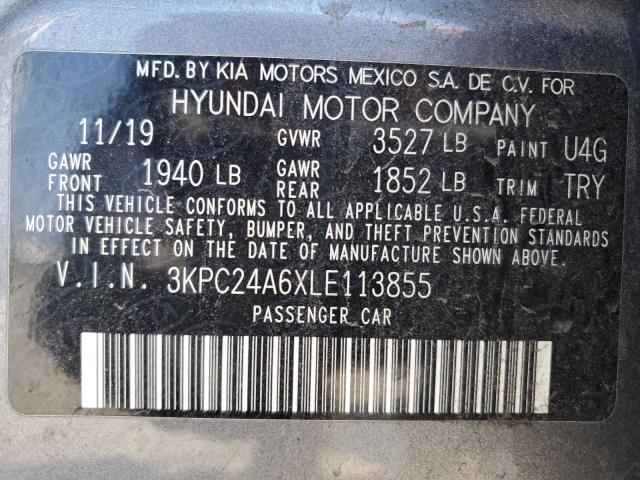 MFD. BY KIA MOTORS MEXICO S.A. DE C.V. FOR
HYUNDAI MOTOR COMPANY
11/19 GVWR 3527 LB PAINT U4G
GAWR FRONT 1940 LB GAWR REAR 1852 LB TRIM TRY
THIS VEHICLE CONFORMS TO ALL APPLICABLE U.S.A. FEDERAL
MOTOR VEHICLE SAFETY, BUMPER, AND THEFT PREVENTION STANDARDS
IN EFFECT ON THE DATE OF MANUFACTURE SHOWN ABOVE.
V.I.N. 3KPC24A6XLE113855
PASSENGER CAR